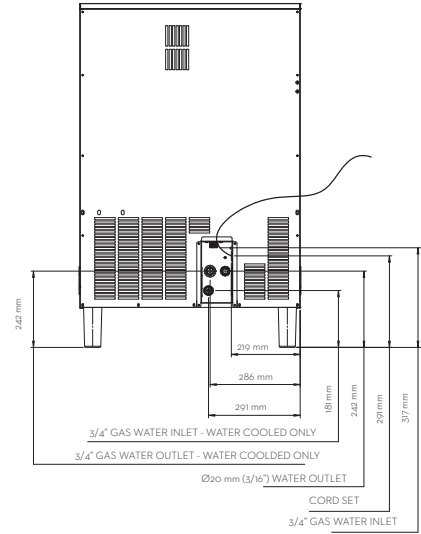 242 mm
219 mm
286 mm
291 mm
181 mm
242 mm
291 mm
317 mm
3/4" GAS WATER INLET - WATER COOLED ONLY
3/4" GAS WATER OUTLET - WATER COOLDED ONLY
Ø20 mm (3/16") WATER OUTLET
CORD SET
3/4" GAS WATER INLET